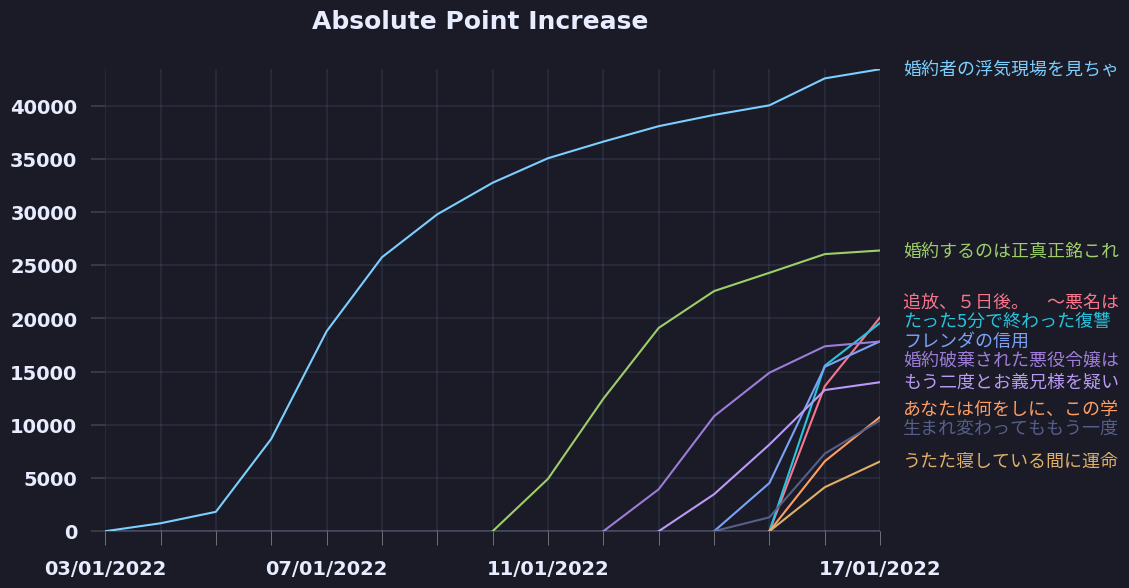 Absolute Point Increase
婚約者の浮気現場を見ちゃ
40000
35000
30000
婚約するのは正真正銘これ
25000
追放、５日後。　～悪名は
20000
たった5分で終わった復讐
フレンダの信用
婚約破棄された悪役令嬢は
15000
もう二度とお義兄様を疑い
あなたは何をしに、この学
10000
生まれ変わってももう一度
うたた寝している間に運命
5000
0
03/01/2022
07/01/2022
11/01/2022
17/01/2022